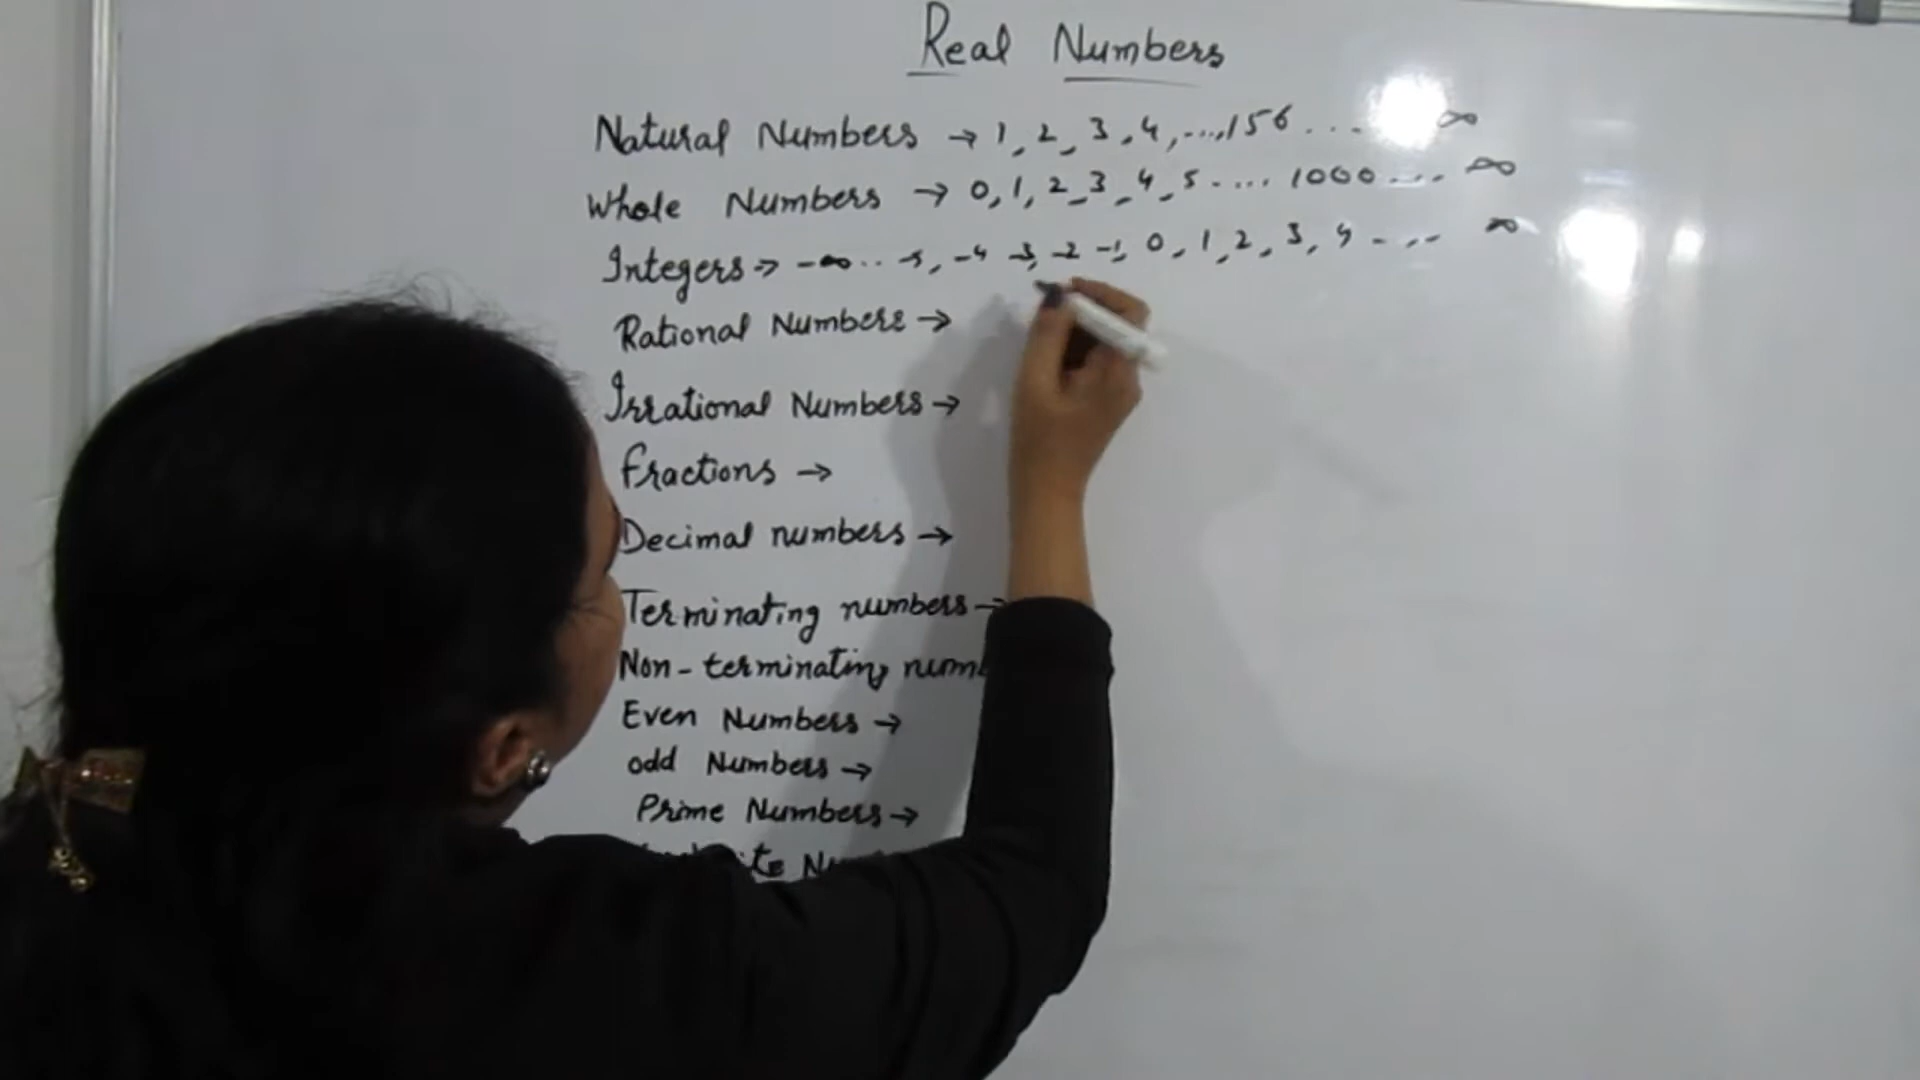 Real Numbers
Natural Numbers → 1, 2, 3, 4, ..., 156 .... ∞
Whole Numbers → 0, 1, 2, 3, 4, 5 .... 1000 .... ∞
Integers → -∞ .. -5, -4 -3, -2 -1, 0, 1, 2, 3, 4 - .,. ∞
Rational Numbers →
Irrational Numbers →
Fractions →
Decimal numbers →
Terminating numbers →
Non-terminating
Even Numbers →
odd Numbers →
Prime Numbers →